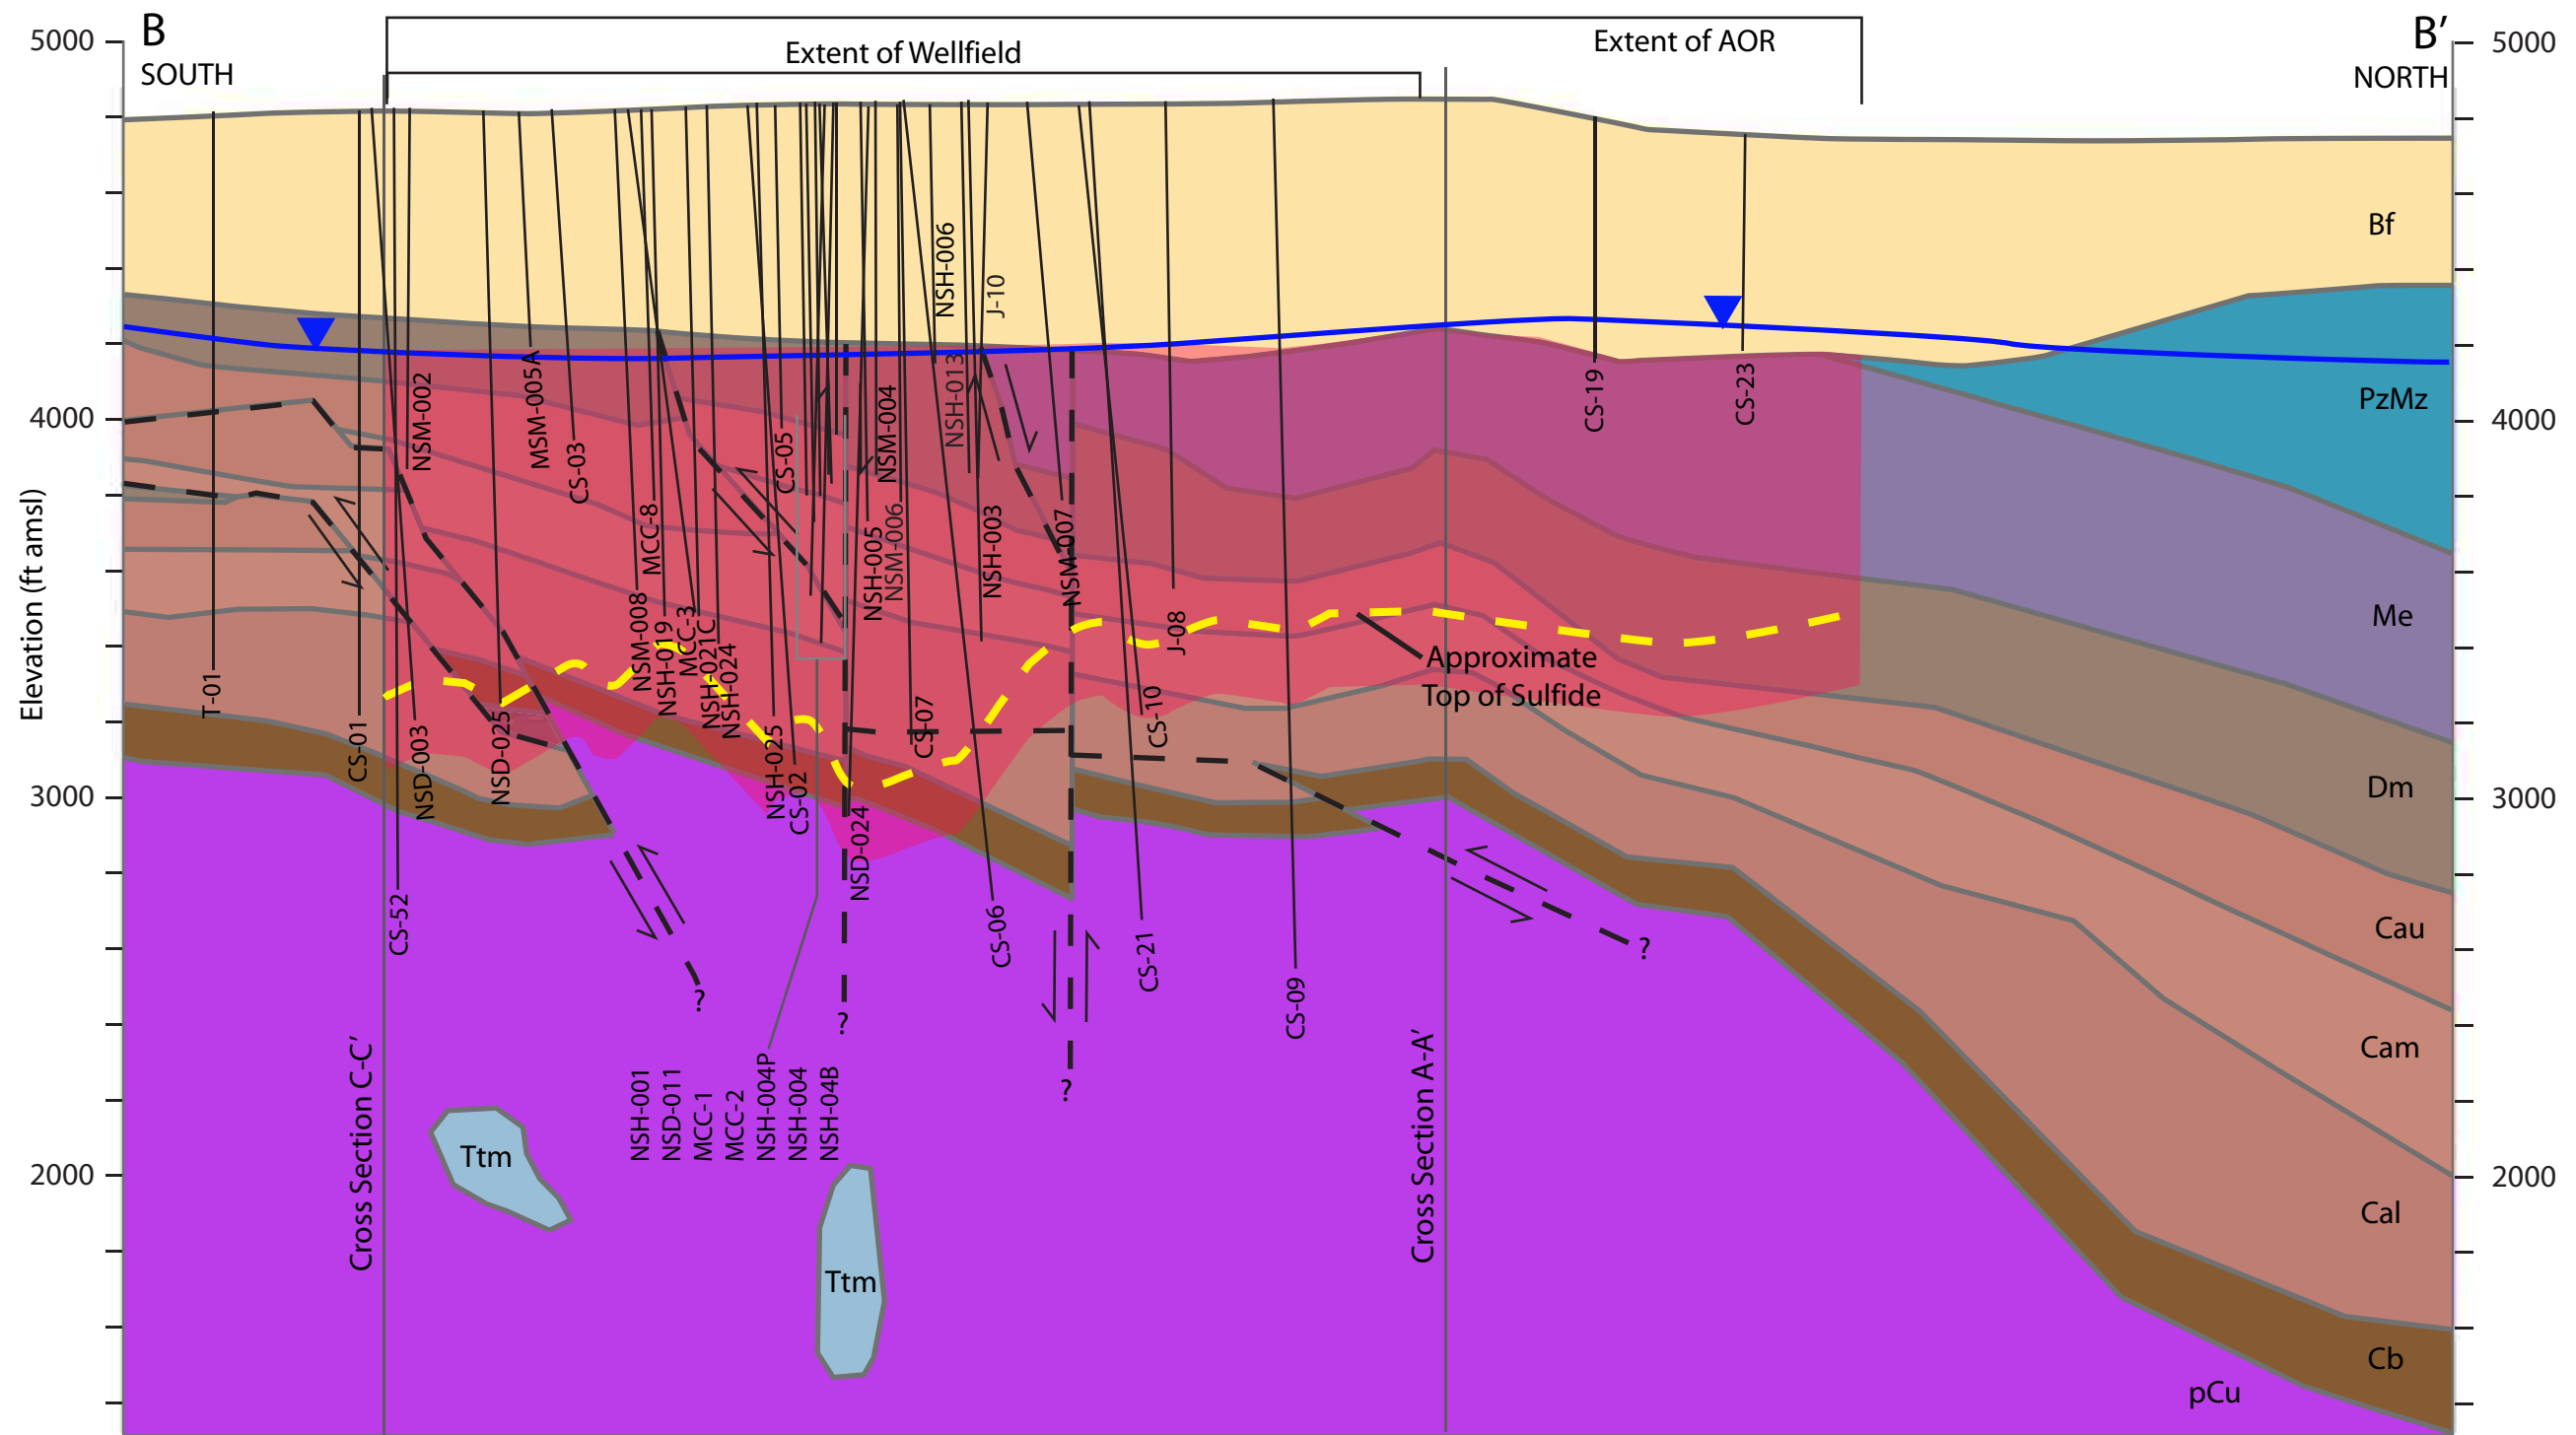 B
B′
SOUTH
NORTH
Extent of Wellfield
Extent of AOR
5000
5000
4000
4000
3000
3000
2000
2000
Elevation (ft amsl)
Bf
PzMz
Me
Dm
Cau
Cam
Cal
Cb
pCu
NSH-006
J-10
NSH-013
NSM-002
MSM-005A
CS-03
CS-05
NSM-004
CS-19
CS-23
MCC-8
NSH-005
NSM-006
NSH-003
NSM-007
NSM-008
NSH-019
MCC-3
NSH-021C
NSH-024
J-08
Approximate
Top of Sulfide
T-01
CS-01
NSD-003
NSD-025
NSH-025
CS-02
CS-07
CS-10
NSD-024
CS-52
CS-06
CS-21
CS-09
?
?
?
?
Cross Section C-C′
Cross Section A-A′
NSH-001
NSD-011
MCC-1
MCC-2
NSH-004P
NSH-004
NSH-04B
Ttm
Ttm